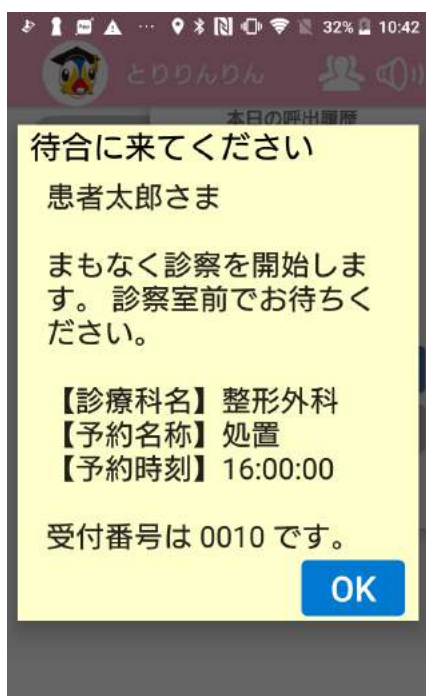 32% 10:42
とりりんりん
本日の呼出履歴
待合に来てください
患者太郎さま
まもなく診察を開始しま
す。 診察室前でお待ちく
ださい。
【診療科名】整形外科
【予約名称】処置
【予約時刻】16:00:00
受付番号は 0010 です。
OK